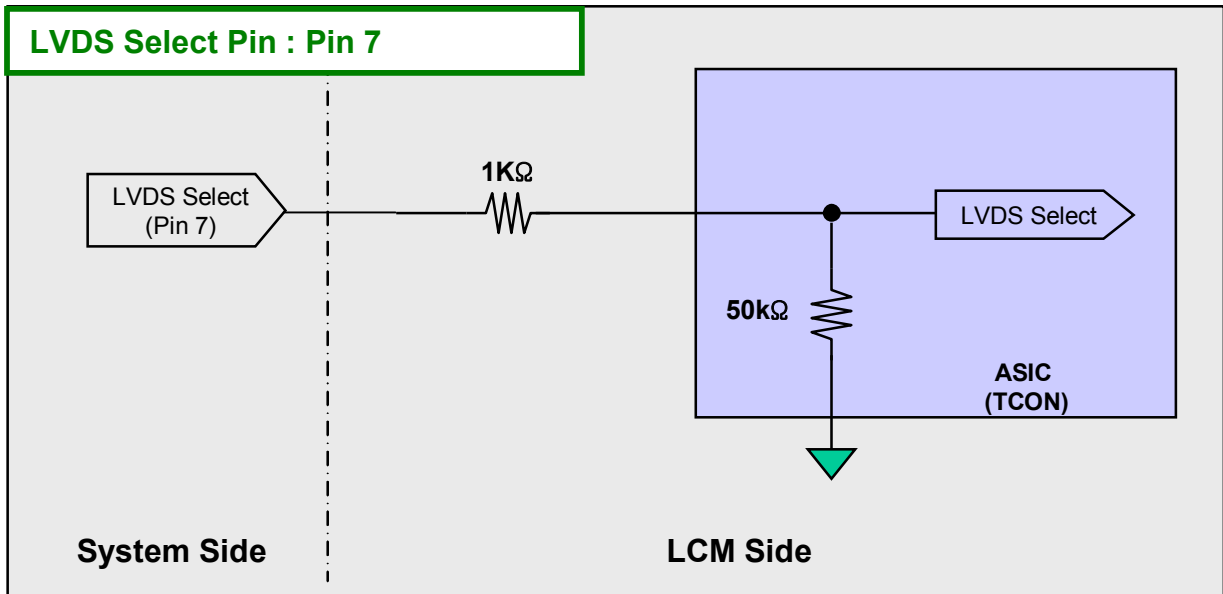 LVDS Select Pin : Pin 7
LVDS Select
(Pin 7)
1KΩ
LVDS Select
50kΩ
ASIC
(TCON)
System Side
LCM Side